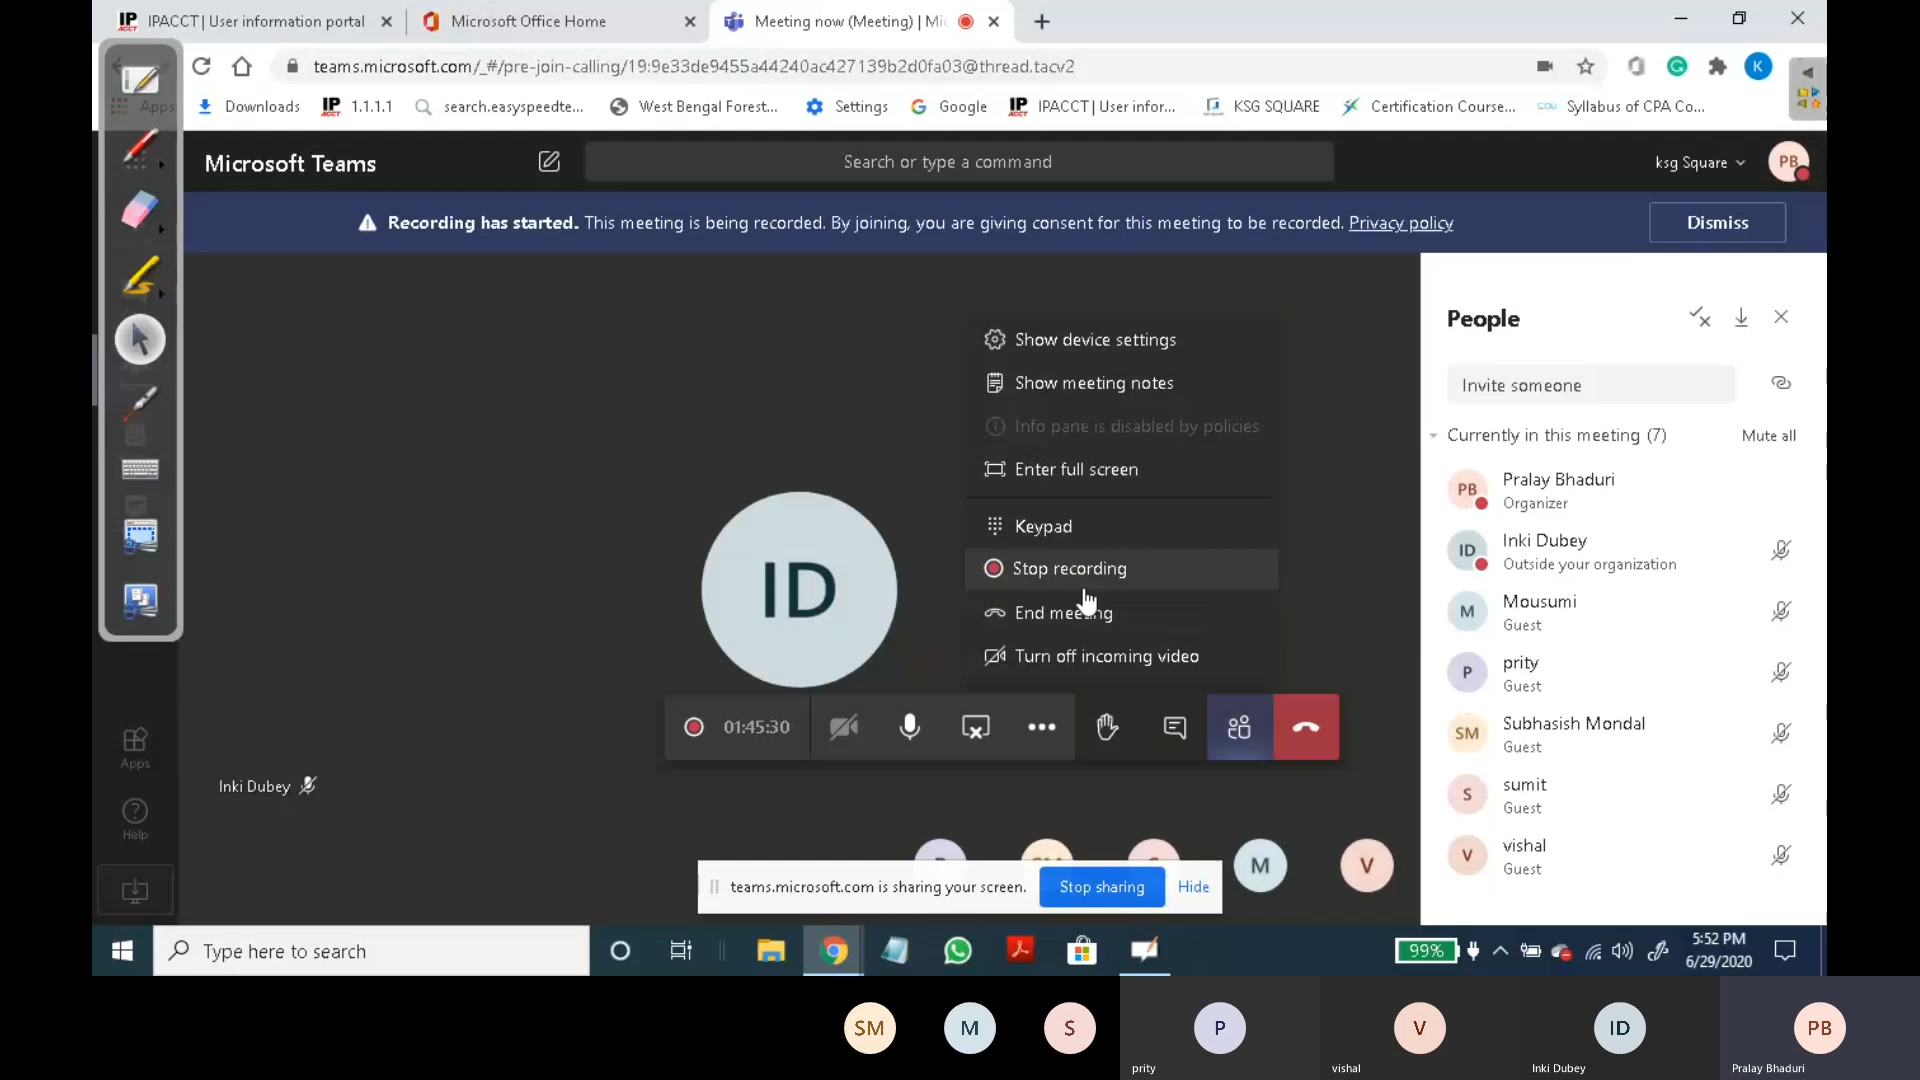 IPACCT | User information portal
Microsoft Office Home
Meeting now (Meeting) | Mic
teams.microsoft.com/_#/pre-join-calling/19:9e33de9455a44240ac427139b2d0fa03@thread.tacv2
K
Apps
Downloads
1.1.1.1
search.easyspeedte...
West Bengal Forest...
Settings
Google
IPACCT | User infor...
KSG SQUARE
Certification Course...
Syllabus of CPA Co...
Microsoft Teams
Search or type a command
ksg Square
PB
Recording has started. This meeting is being recorded. By joining, you are giving consent for this meeting to be recorded. Privacy policy
Dismiss
Show device settings
Show meeting notes
Info pane is disabled by policies
Enter full screen
Keypad
Stop recording
End meeting
Turn off incoming video
ID
01:45:30
Inki Dubey
People
Invite someone
Currently in this meeting (7)
Mute all
PB
Pralay Bhaduri
Organizer
ID
Inki Dubey
Outside your organization
M
Mousumi
Guest
P
prity
Guest
SM
Subhasish Mondal
Guest
S
sumit
Guest
V
vishal
Guest
Apps
Help
M
V
teams.microsoft.com is sharing your screen.
Stop sharing
Hide
Type here to search
99%
5:52 PM
6/29/2020
SM
M
S
P
V
ID
PB
prity
vishal
Inki Dubey
Pralay Bhaduri